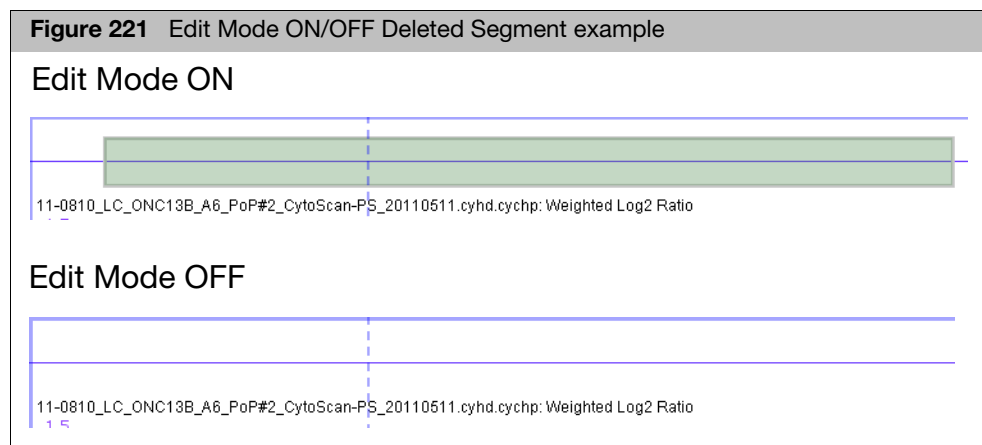 Figure 221 Edit Mode ON/OFF Deleted Segment example
Edit Mode ON
11-0810_LC_ONC13B_A6_PoP#2_CytoScan-PS_20110511.cyhd.cychp: Weighted Log2 Ratio
Edit Mode OFF
11-0810_LC_ONC13B_A6_PoP#2_CytoScan-PS_20110511.cyhd.cychp: Weighted Log2 Ratio
1.5